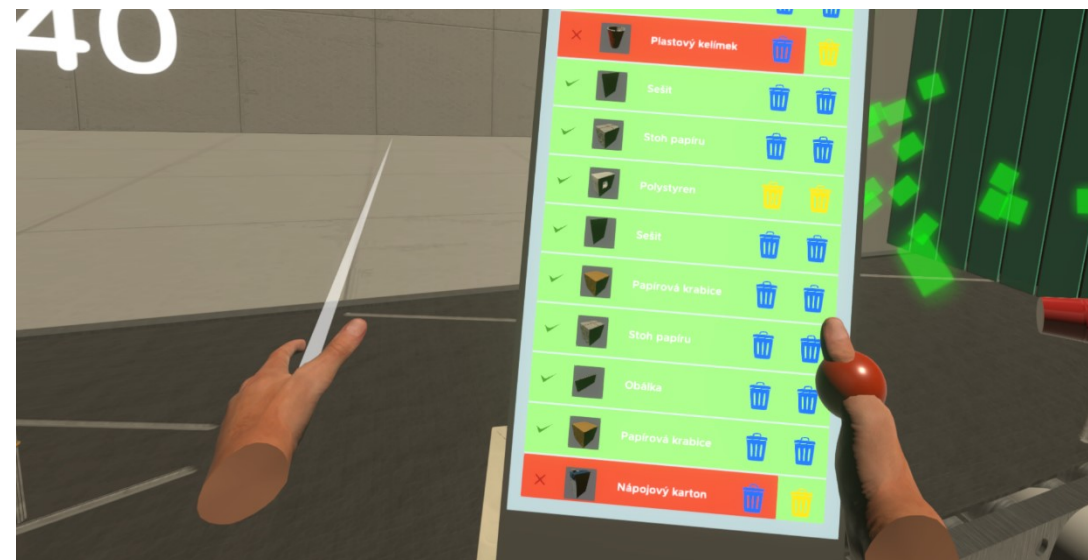 40
Plastový kelímek
Sešit
Stoh papíru
Polystyren
Sešit
Papírová krabice
Stoh papíru
Obálka
Papírová krabice
Nápojový karton